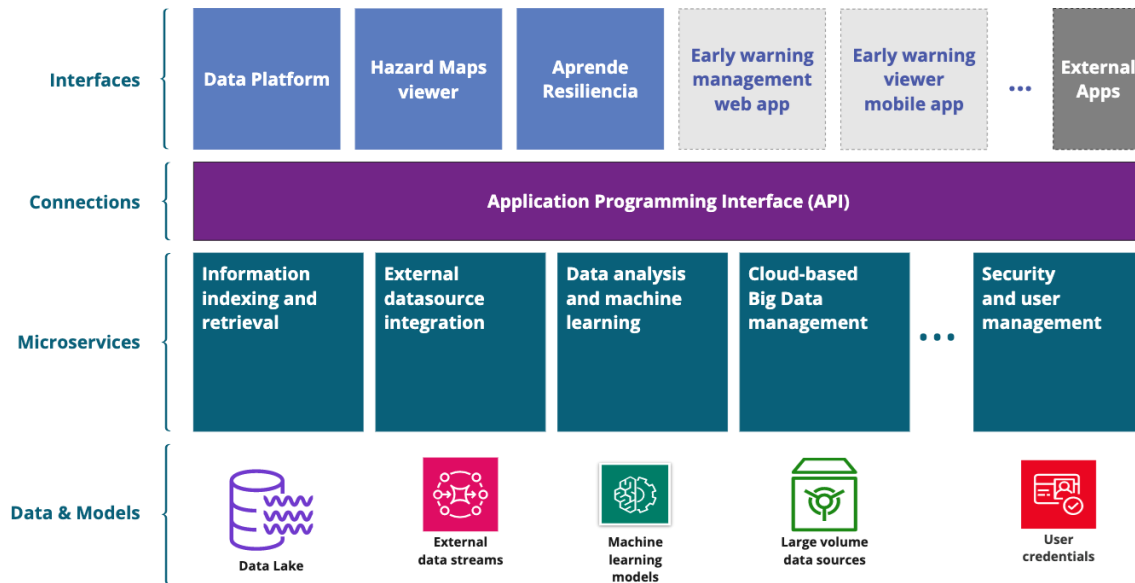 Interfaces
Data Platform
Hazard Maps
viewer
Aprende
Resiliencia
Early warning
management
web app
Early warning
viewer
mobile app
...
External
Apps
Connections
Application Programming Interface (API)
Microservices
Information
indexing and
retrieval
External
datasource
integration
Data analysis
and machine
learning
Cloud-based
Big Data
management
...
Security
and user
management
Data & Models
Data Lake
External
data streams
Machine
learning
models
Large volume
data sources
User
credentials